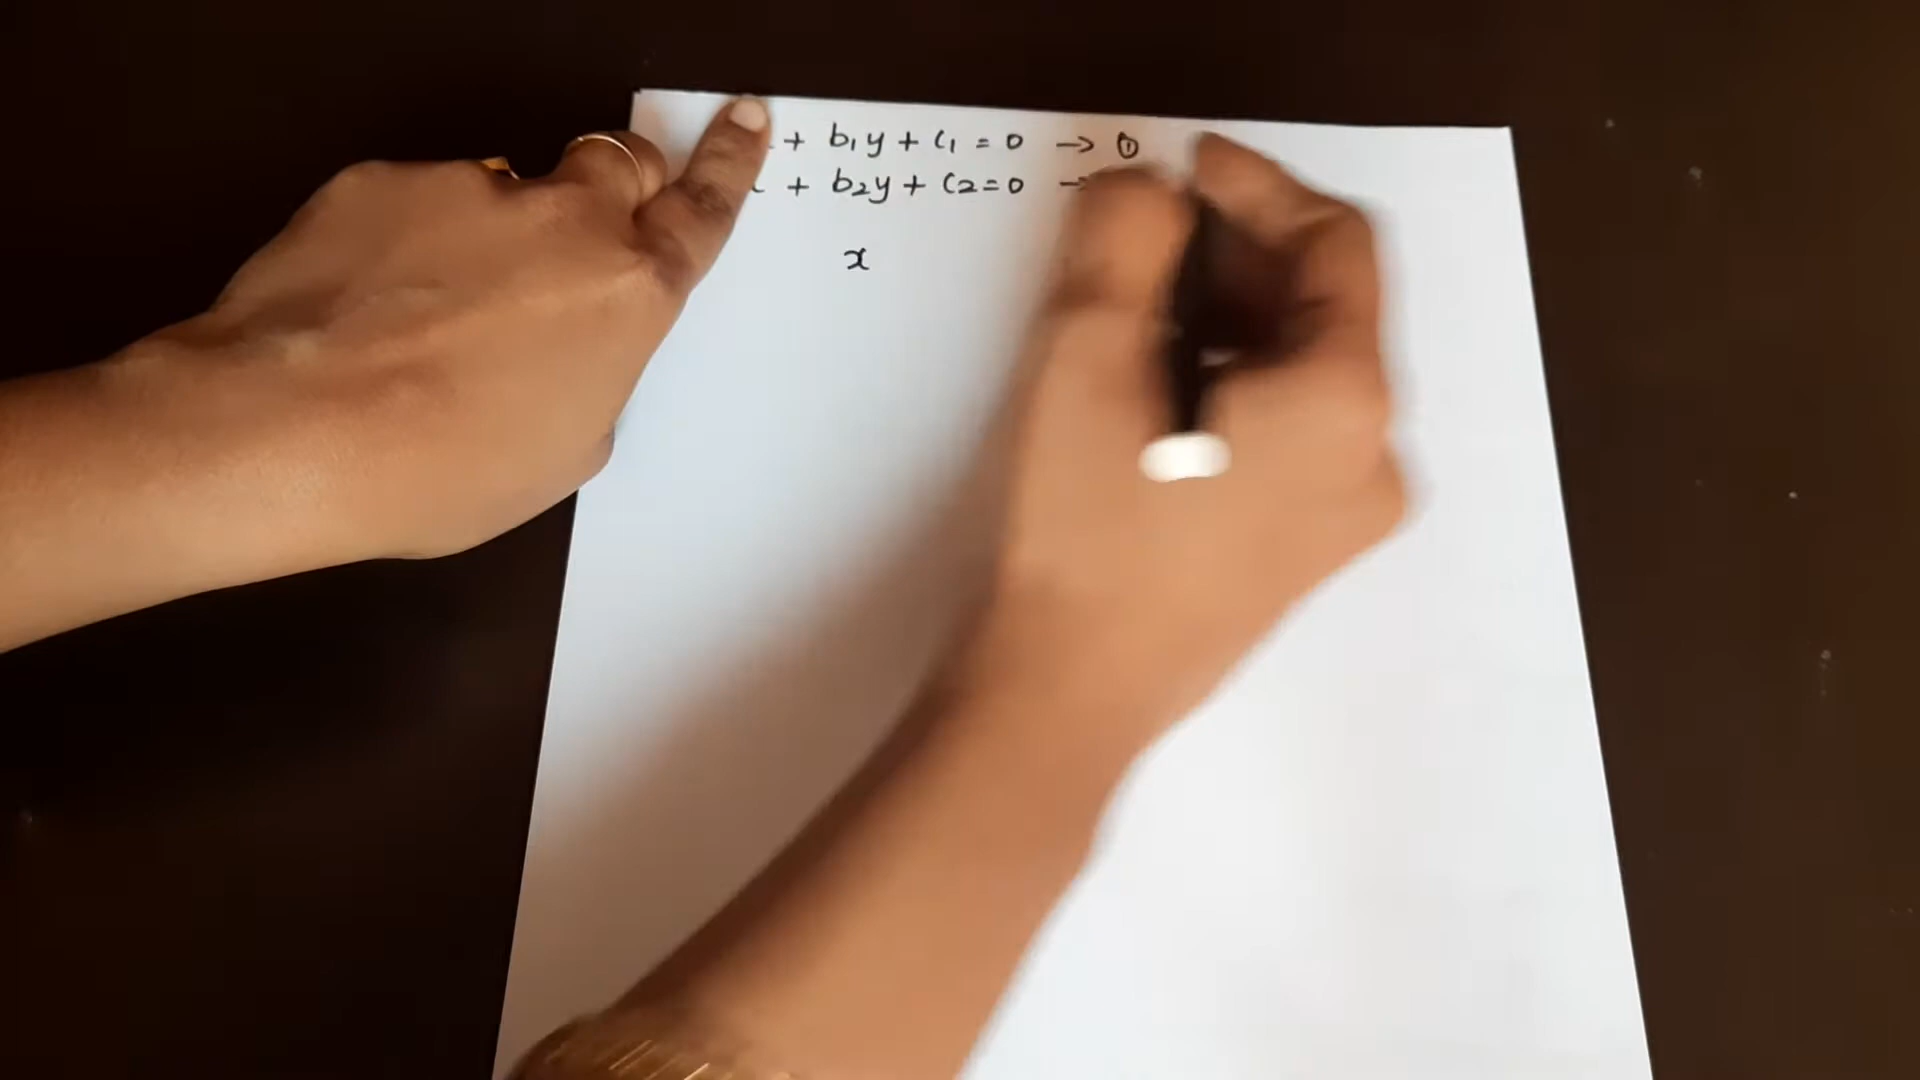 + b₁y + c₁ = 0 → ①
+ b₂y + c₂ = 0 →
x